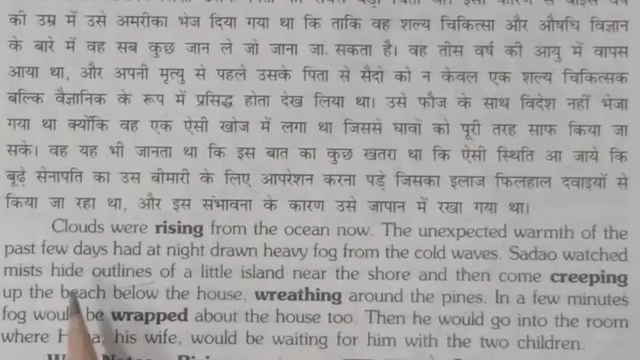 की उम्र में उसे अमरीका भेज दिया गया था कि ताकि वह शल्य चिकित्सा और औषधि विज्ञान
के बारे में वह सब कुछ जान ले जो जाना जा सकता है। वह तीस वर्ष की आयु में वापस
आया था, और अपनी मृत्यु से पहले उसके पिता से सैदो को न केवल एक शल्य चिकित्सक
बल्कि वैज्ञानिक के रूप में प्रसिद्ध होता देख लिया था। उसे फौज के साथ विदेश नहीं भेजा
गया था क्योंकि वह एक ऐसी खोज में लगा था जिससे घावों को पूरी तरह साफ किया जा
सके। वह यह भी जानता था कि इस बात का कुछ खतरा था कि ऐसी स्थिति आ जाये कि
बूढ़े सेनापति का उस बीमारी के लिए आपरेशन करना पड़े जिसका इलाज फिलहाल दवाइयों से
किया जा रहा था, और इस संभावना के कारण उसे जापान में रखा गया था।
Clouds were rising from the ocean now. The unexpected warmth of the
past few days had at night drawn heavy fog from the cold waves. Sadao watched
mists hide outlines of a little island near the shore and then come creeping
up the beach below the house, wreathing around the pines. In a few minutes
fog would be wrapped about the house too. Then he would go into the room
where his wife, would be waiting for him with the two children.